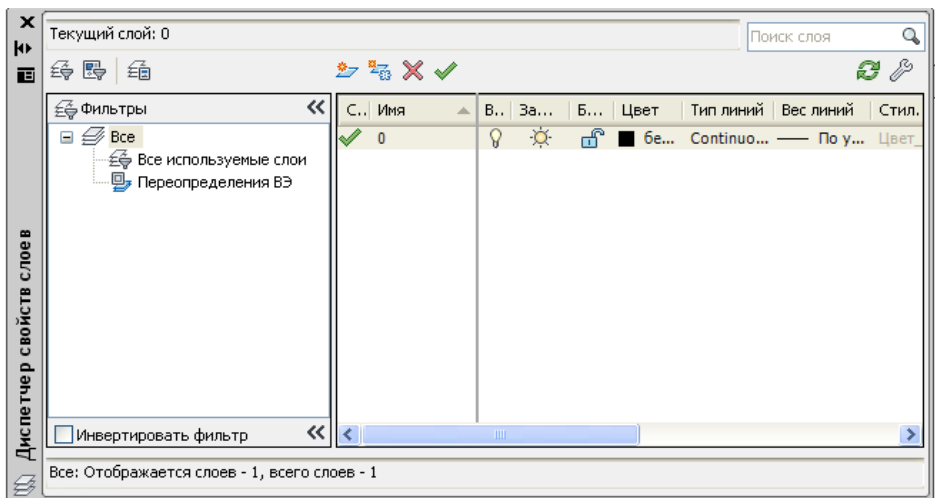 Текущий слой: 0
Поиск слоя
Фильтры
С.. Имя В.. За... Б... Цвет Тип линий Вес линий Стил.
Все
0 бе... Continuo... По у... Цвет_
Все используемые слои
Переопределения ВЭ
Инвертировать фильтр
Все: Отображается слоев - 1, всего слоев - 1
Диспетчер свойств слоев